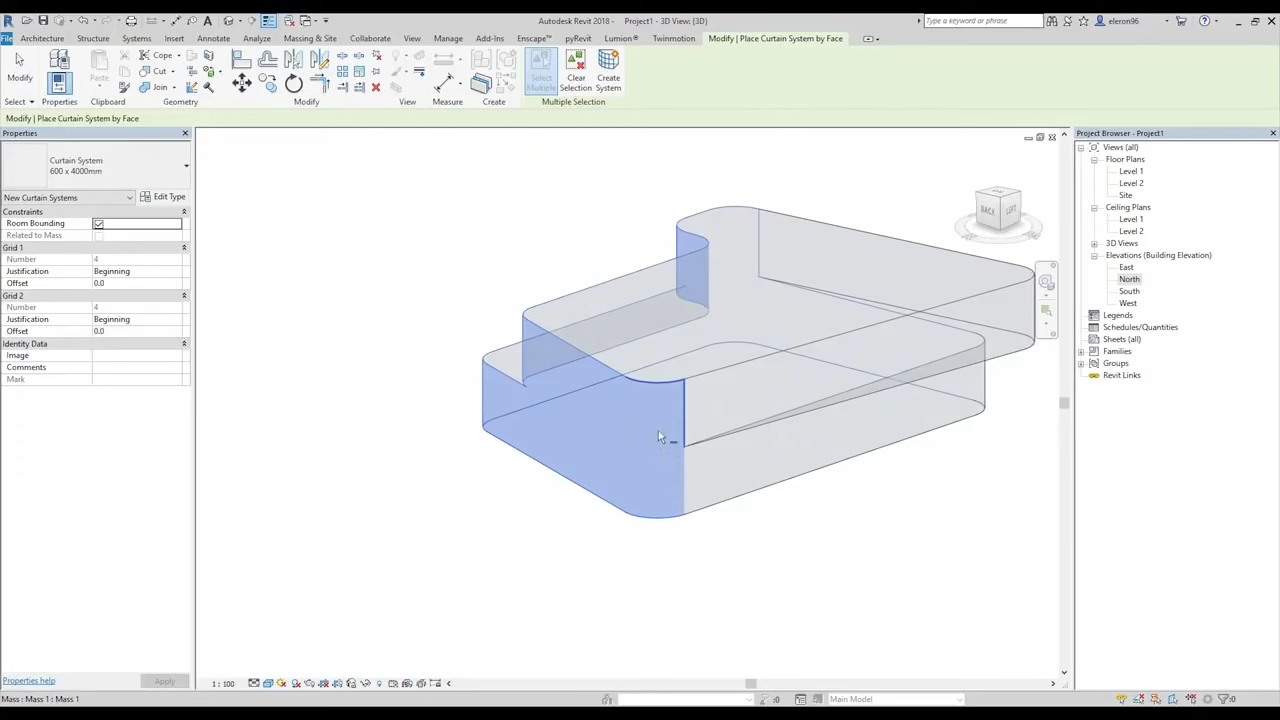 Autodesk Revit 2018 - Project1 - 3D View: {3D}
Type a keyword or phrase
eleron96
File Architecture Structure Systems Insert Annotate Analyze Massing & Site Collaborate View Manage Add-Ins Enscape™ pyRevit Lumion® Twinmotion Modify | Place Curtain System by Face
Modify
Properties
Paste
Cope
Cut
Join
Select Multiple
Clear Selection
Create System
Select Properties Clipboard Geometry Modify View Measure Create Multiple Selection
Modify | Place Curtain System by Face
Properties
Curtain System
600 x 4000mm
New Curtain Systems
Edit Type
Constraints
Room Bounding
Related to Mass
Grid 1
Number 4
Justification Beginning
Offset 0.0
Grid 2
Number 4
Justification Beginning
Offset 0.0
Identity Data
Image
Comments
Mark
Properties help
Apply
BACK
LEFT
1 : 100
Project Browser - Project1
Views (all)
Floor Plans
Level 1
Level 2
Site
Ceiling Plans
Level 1
Level 2
3D Views
Elevations (Building Elevation)
East
North
South
West
Legends
Schedules/Quantities
Sheets (all)
Families
Groups
Revit Links
Mass : Mass 1 : Mass 1
:0
Main Model
:0